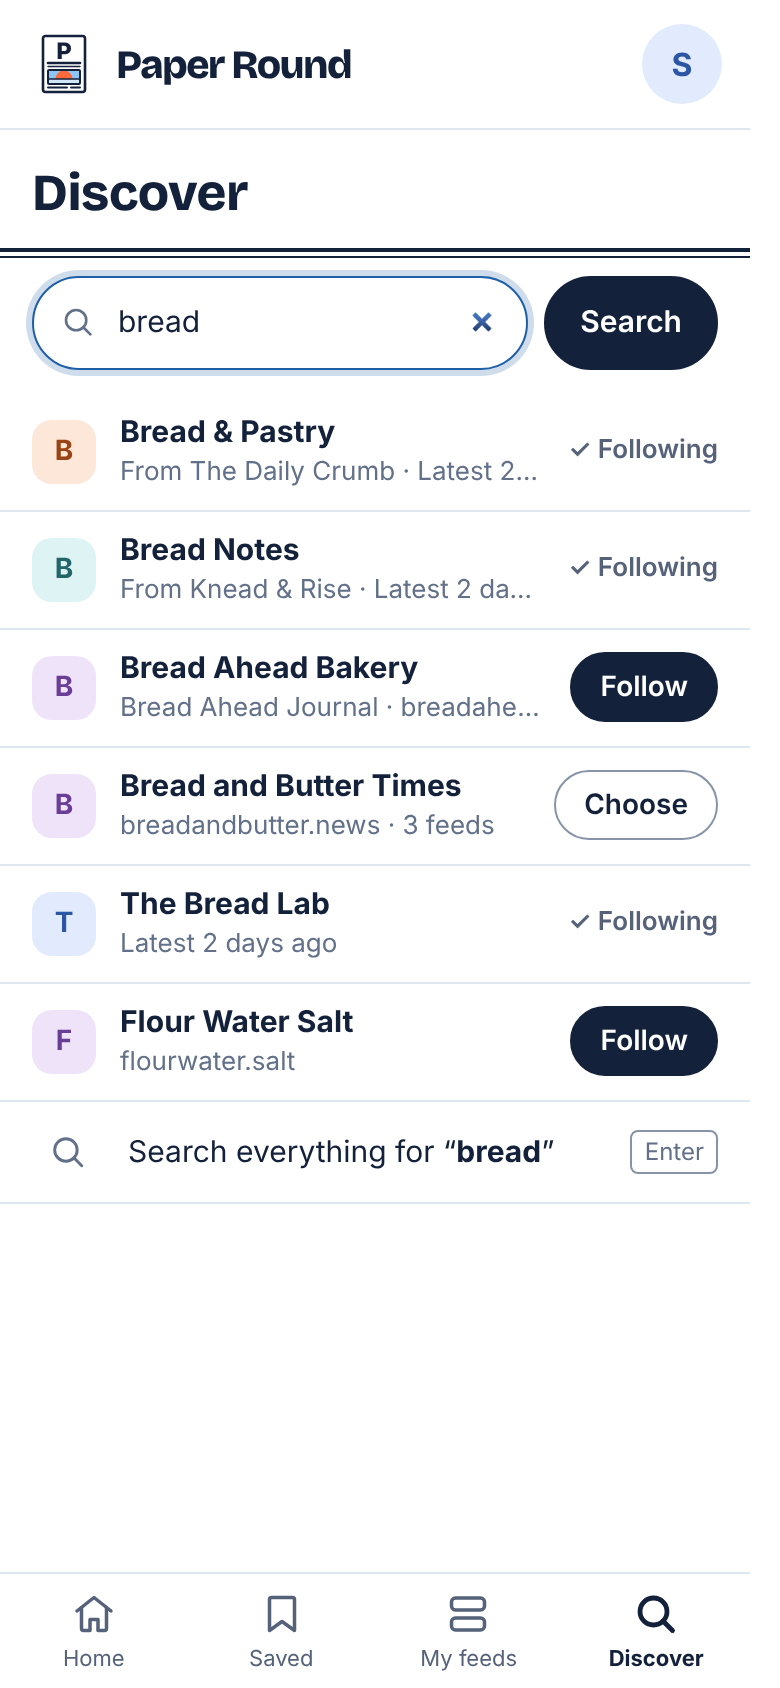 P
Paper Round
S
Discover
bread
Search
B
Bread & Pastry
From The Daily Crumb · Latest 2...
Following
B
Bread Notes
From Knead & Rise · Latest 2 da...
Following
B
Bread Ahead Bakery
Bread Ahead Journal · breadahe...
Follow
B
Bread and Butter Times
breadandbutter.news · 3 feeds
Choose
T
The Bread Lab
Latest 2 days ago
Following
F
Flour Water Salt
flourwater.salt
Follow
Search everything for “bread”
Enter
Home
Saved
My feeds
Discover